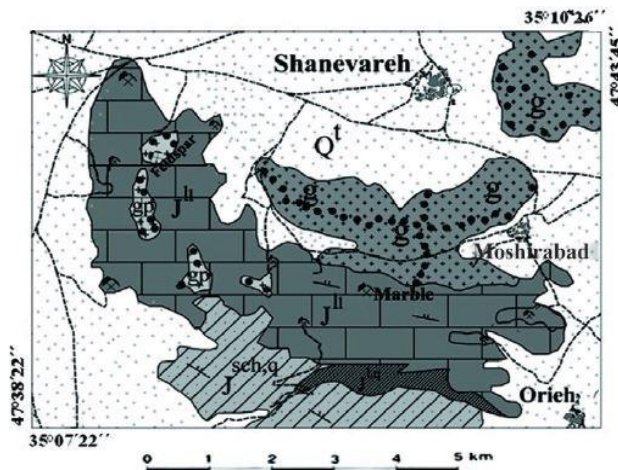 35°10´26˝
N
47°43´45˝
Shanevareh
g
Q^t
Feldspar
g
g
gp
J^li
g
Moshirabad
gp
Marble
J^li
J^sch,q
47°38´22˝
Orieh
35°07´22˝
0 1 2 3 4 5 km